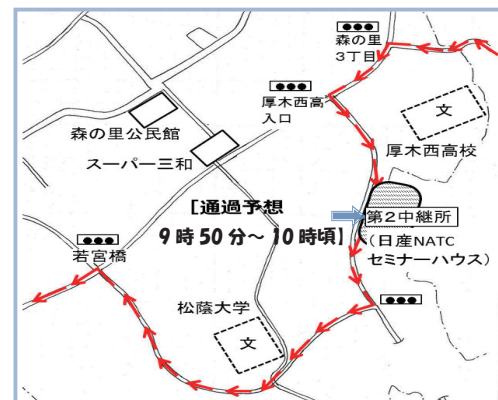 森の里
3丁目
厚木西高
入口
文
厚木西高校
森の里公民館
スーパー三和
[通過予想
9時50分～10時頃]
第2中継所
(日産NATC
セミナーハウス)
若宮橋
松蔭大学
文